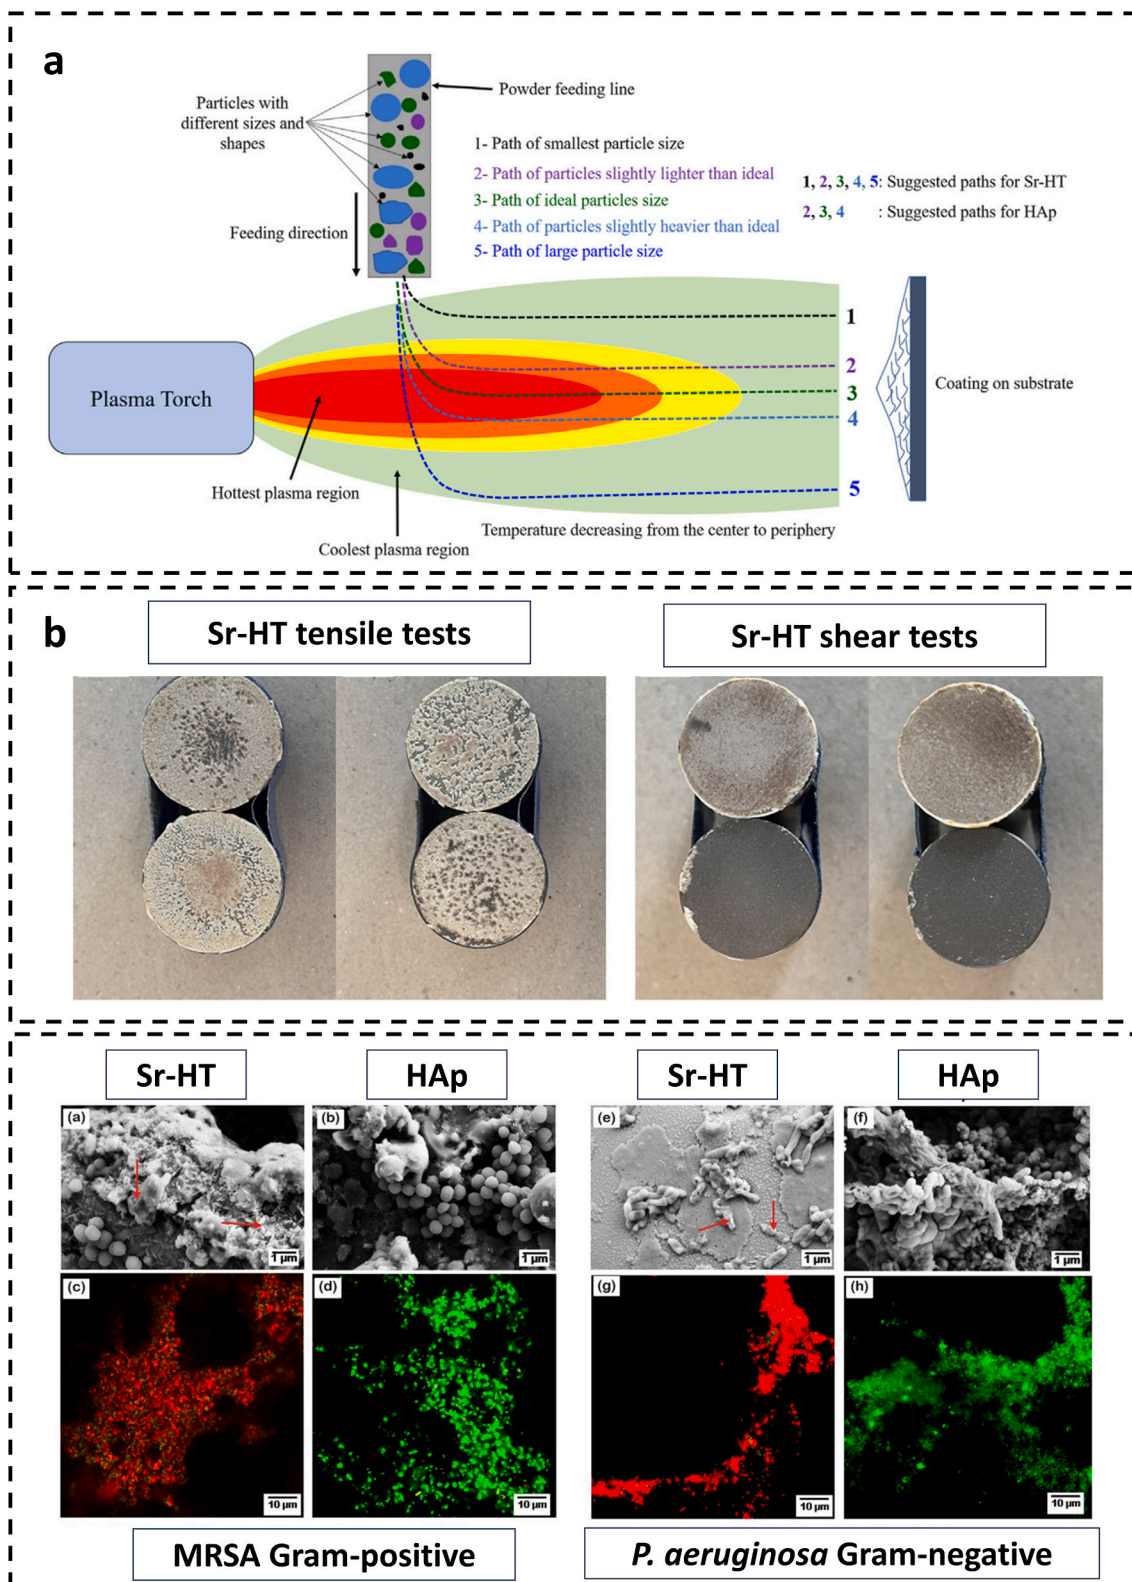 a
Powder feeding line
Particles with
different sizes and
shapes
1- Path of smallest particle size
2- Path of particles slightly lighter than ideal
3- Path of ideal particles size
4- Path of particles slightly heavier than ideal
5- Path of large particle size
1, 2, 3, 4, 5: Suggested paths for Sr-HT
2, 3, 4 : Suggested paths for HAp
Feeding direction
1
2
3
4
5
Plasma Torch
Coating on substrate
Hottest plasma region
Coolest plasma region
Temperature decreasing from the center to periphery
b
Sr-HT tensile tests
Sr-HT shear tests
Sr-HT
HAp
Sr-HT
HAp
(a)
1 µm
(b)
1 µm
(e)
1 µm
(f)
1 µm
(c)
10 µm
(d)
10 µm
(g)
10 µm
(h)
10 µm
MRSA Gram-positive
P. aeruginosa Gram-negative